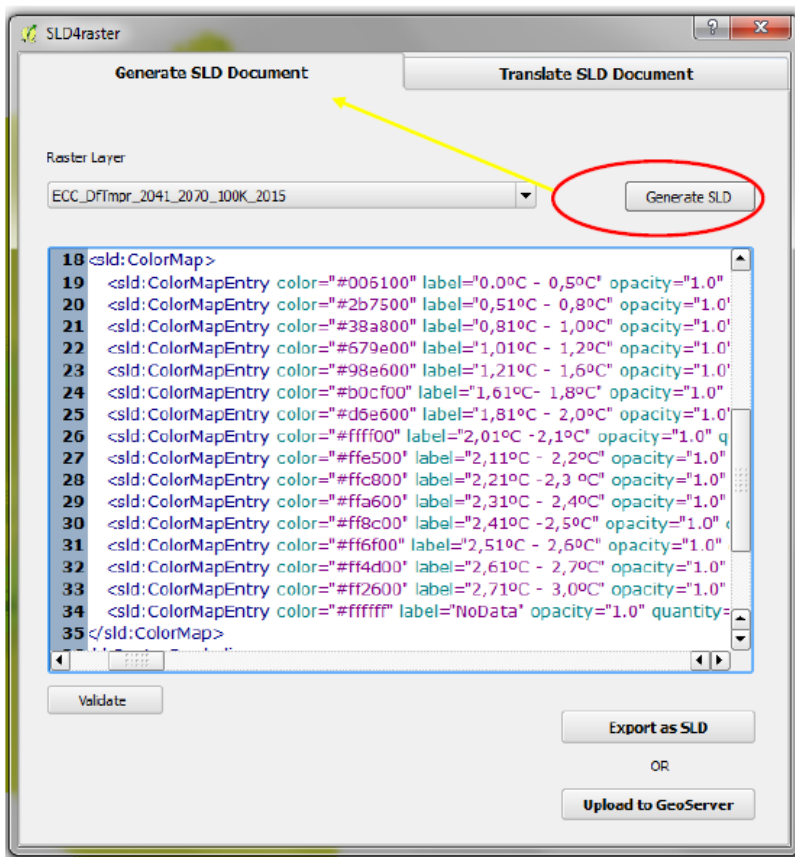 SLD4raster
Generate SLD Document
Translate SLD Document
Raster Layer
ECC_DfTmpr_2041_2070_100K_2015
Generate SLD
18 <sld:ColorMap>
19 <sld:ColorMapEntry color="#006100" label="0.0ºC - 0,5ºC" opacity="1.0"
20 <sld:ColorMapEntry color="#2b7500" label="0,51ºC - 0,8ºC" opacity="1.0"
21 <sld:ColorMapEntry color="#38a800" label="0,81ºC - 1,0ºC" opacity="1.0"
22 <sld:ColorMapEntry color="#679e00" label="1,01ºC - 1,2ºC" opacity="1.0"
23 <sld:ColorMapEntry color="#98e600" label="1,21ºC - 1,6ºC" opacity="1.0"
24 <sld:ColorMapEntry color="#b0cf00" label="1,61ºC- 1,8ºC" opacity="1.0"
25 <sld:ColorMapEntry color="#d6e600" label="1,81ºC - 2,0ºC" opacity="1.0"
26 <sld:ColorMapEntry color="#ffff00" label="2,01ºC -2,1ºC" opacity="1.0" q
27 <sld:ColorMapEntry color="#ffe500" label="2,11ºC - 2,2ºC" opacity="1.0"
28 <sld:ColorMapEntry color="#ffc800" label="2,21ºC -2,3 ºC" opacity="1.0"
29 <sld:ColorMapEntry color="#ffa600" label="2,31ºC - 2,4ºC" opacity="1.0"
30 <sld:ColorMapEntry color="#ff8c00" label="2,41ºC -2,5ºC" opacity="1.0"
31 <sld:ColorMapEntry color="#ff6f00" label="2,51ºC - 2,6ºC" opacity="1.0"
32 <sld:ColorMapEntry color="#ff4d00" label="2,61ºC - 2,7ºC" opacity="1.0"
33 <sld:ColorMapEntry color="#ff2600" label="2,71ºC - 3,0ºC" opacity="1.0"
34 <sld:ColorMapEntry color="#ffffff" label="NoData" opacity="1.0" quantity=
35 </sld:ColorMap>
Validate
Export as SLD
OR
Upload to GeoServer